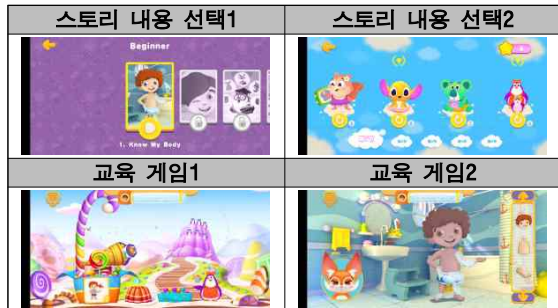 스토리 내용 선택1
스토리 내용 선택2
Beginner
1. Know My Body
교육 게임1
교육 게임2